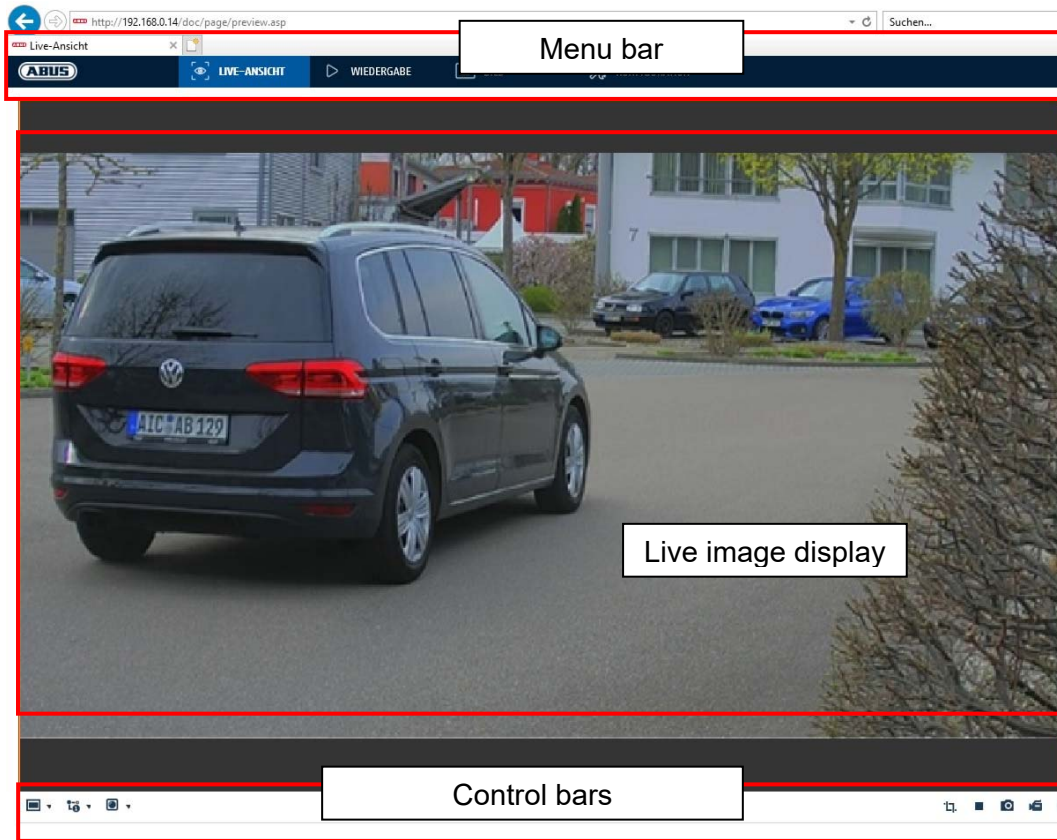 http://192.168.0.14/doc/page/preview.asp
Suchen...
Live-Ansicht
Menu bar
ABUS
LIVE-ANSICHT
WIEDERGABE
7
AIC AB 129
Live image display
Control bars